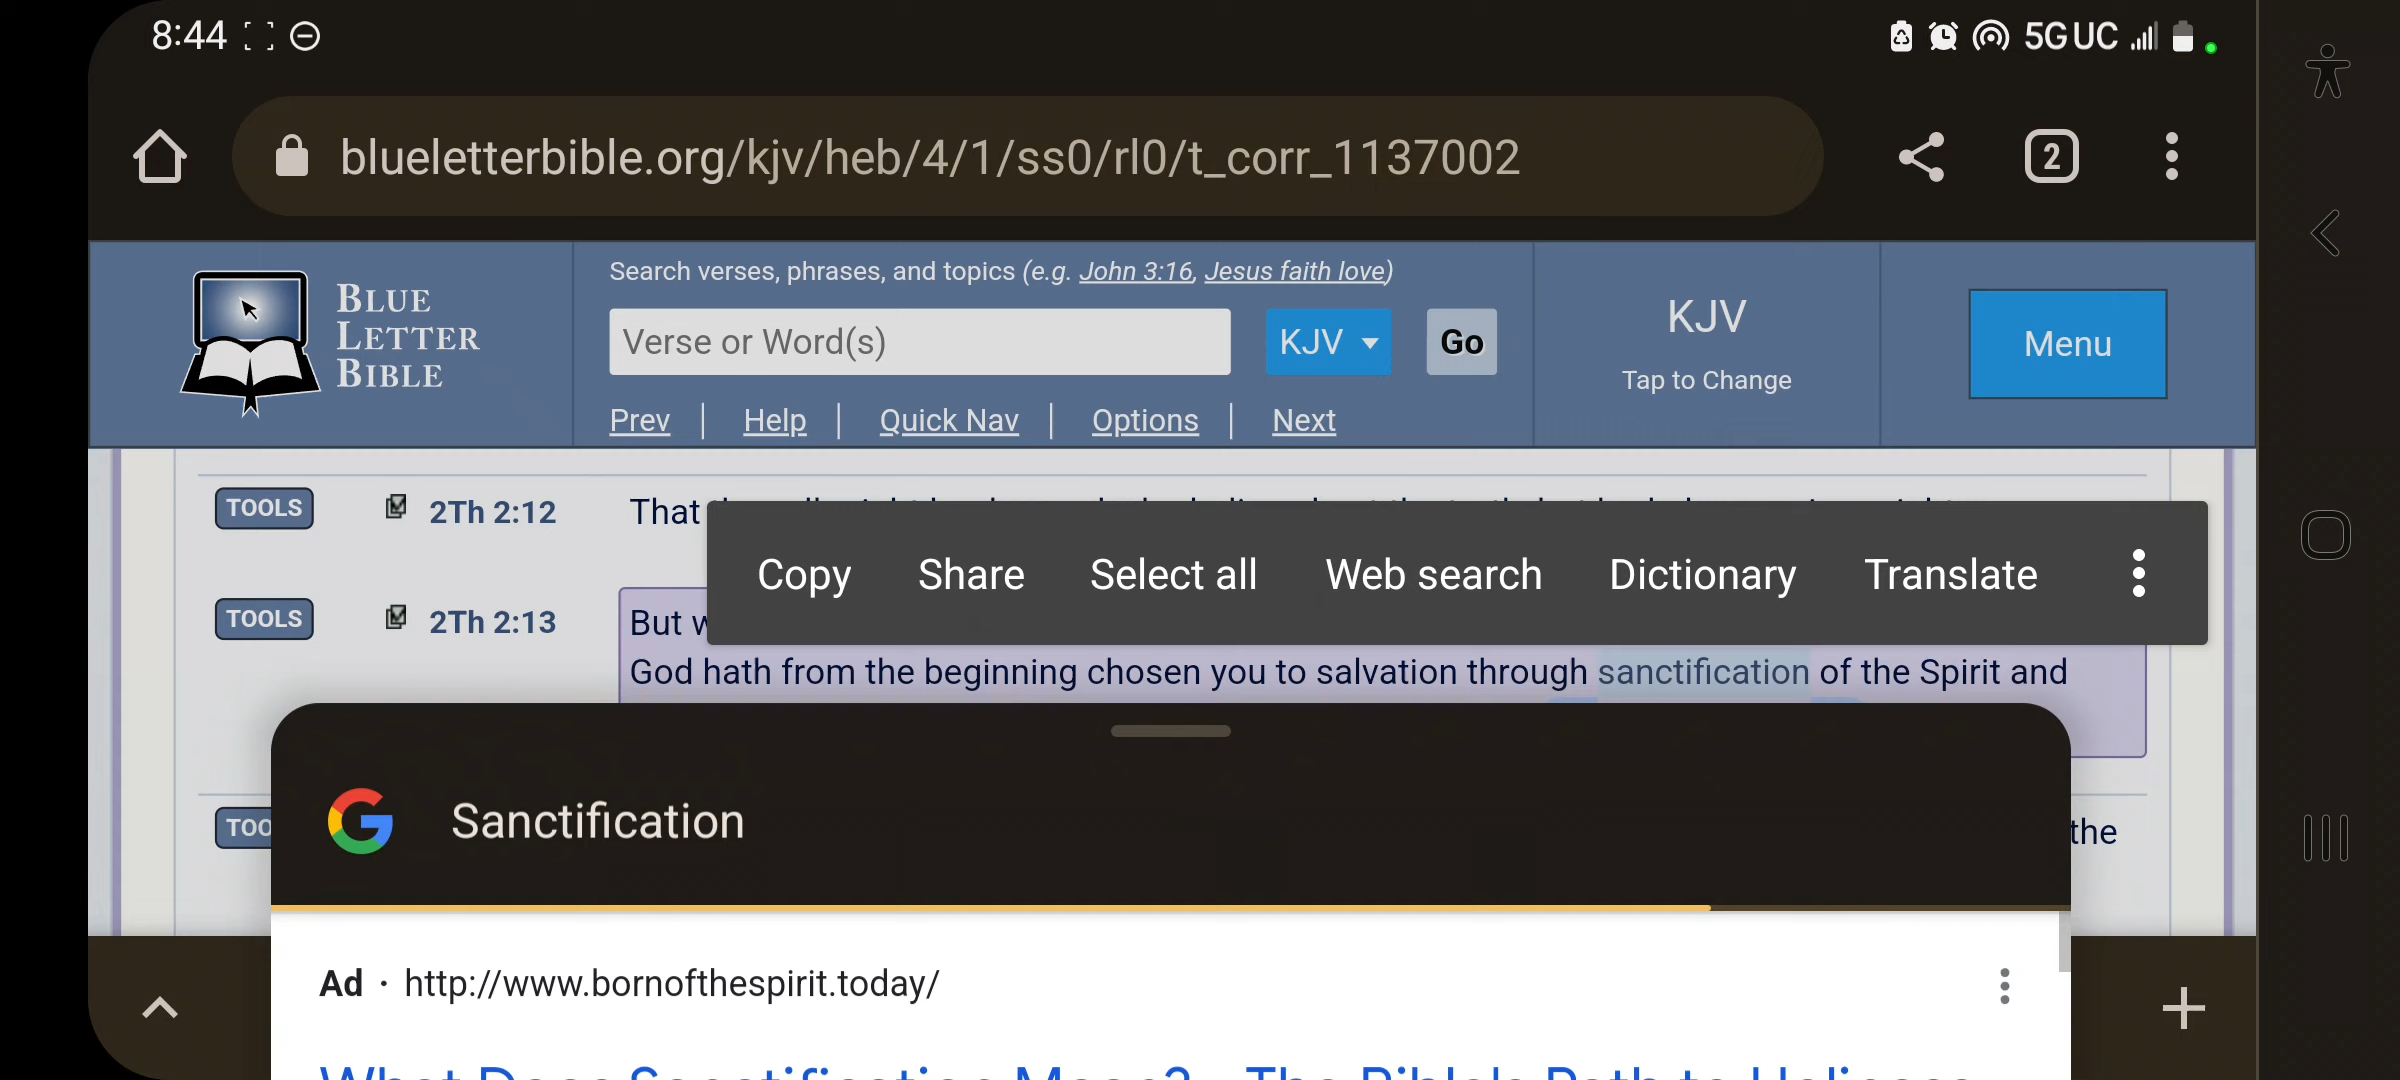 8:44
5G UC
blueletterbible.org/kjv/heb/4/1/ss0/rl0/t_corr_1137002
2
BLUE
LETTER
BIBLE
Search verses, phrases, and topics (e.g. John 3:16, Jesus faith love)
Verse or Word(s)
KJV
Go
Prev | Help | Quick Nav | Options | Next
KJV
Tap to Change
Menu
TOOLS 2Th 2:12 That
Copy Share Select all Web search Dictionary Translate
TOOLS 2Th 2:13 But
God hath from the beginning chosen you to salvation through sanctification of the Spirit and
the
Sanctification
Ad · http://www.bornofthespirit.today/